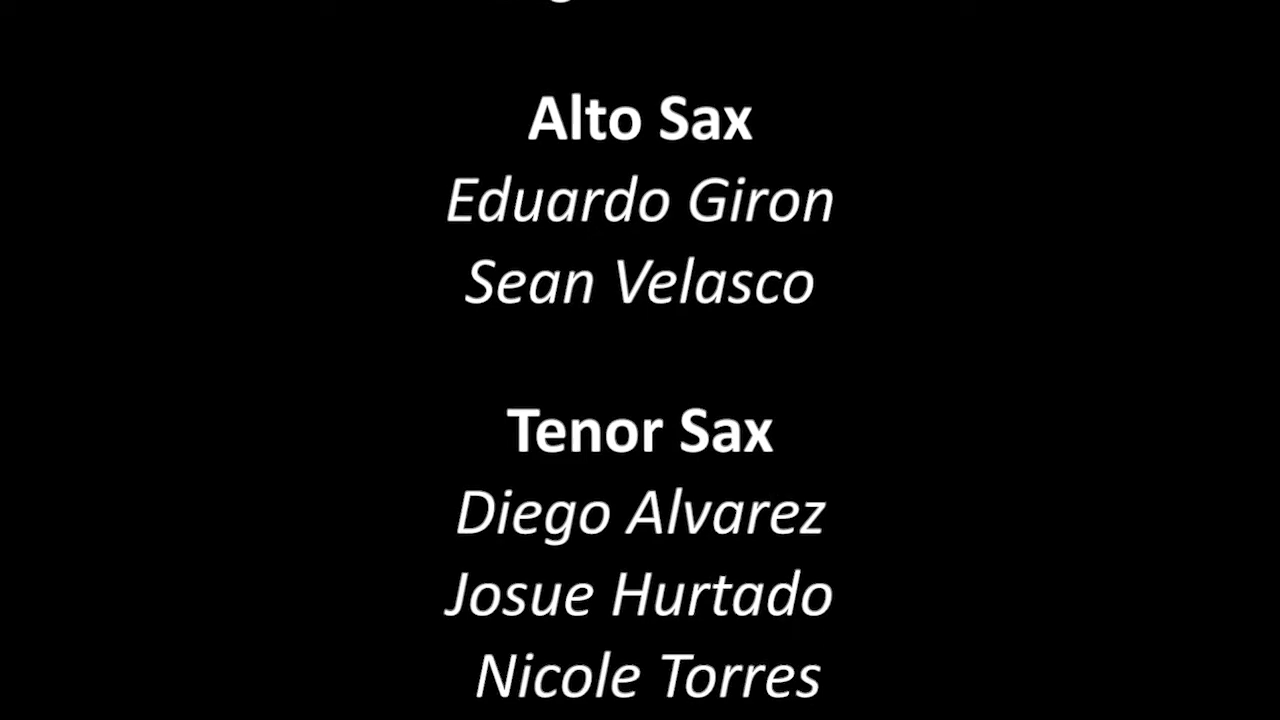 Alto Sax
Eduardo Giron
Sean Velasco
Tenor Sax
Diego Alvarez
Josue Hurtado
Nicole Torres